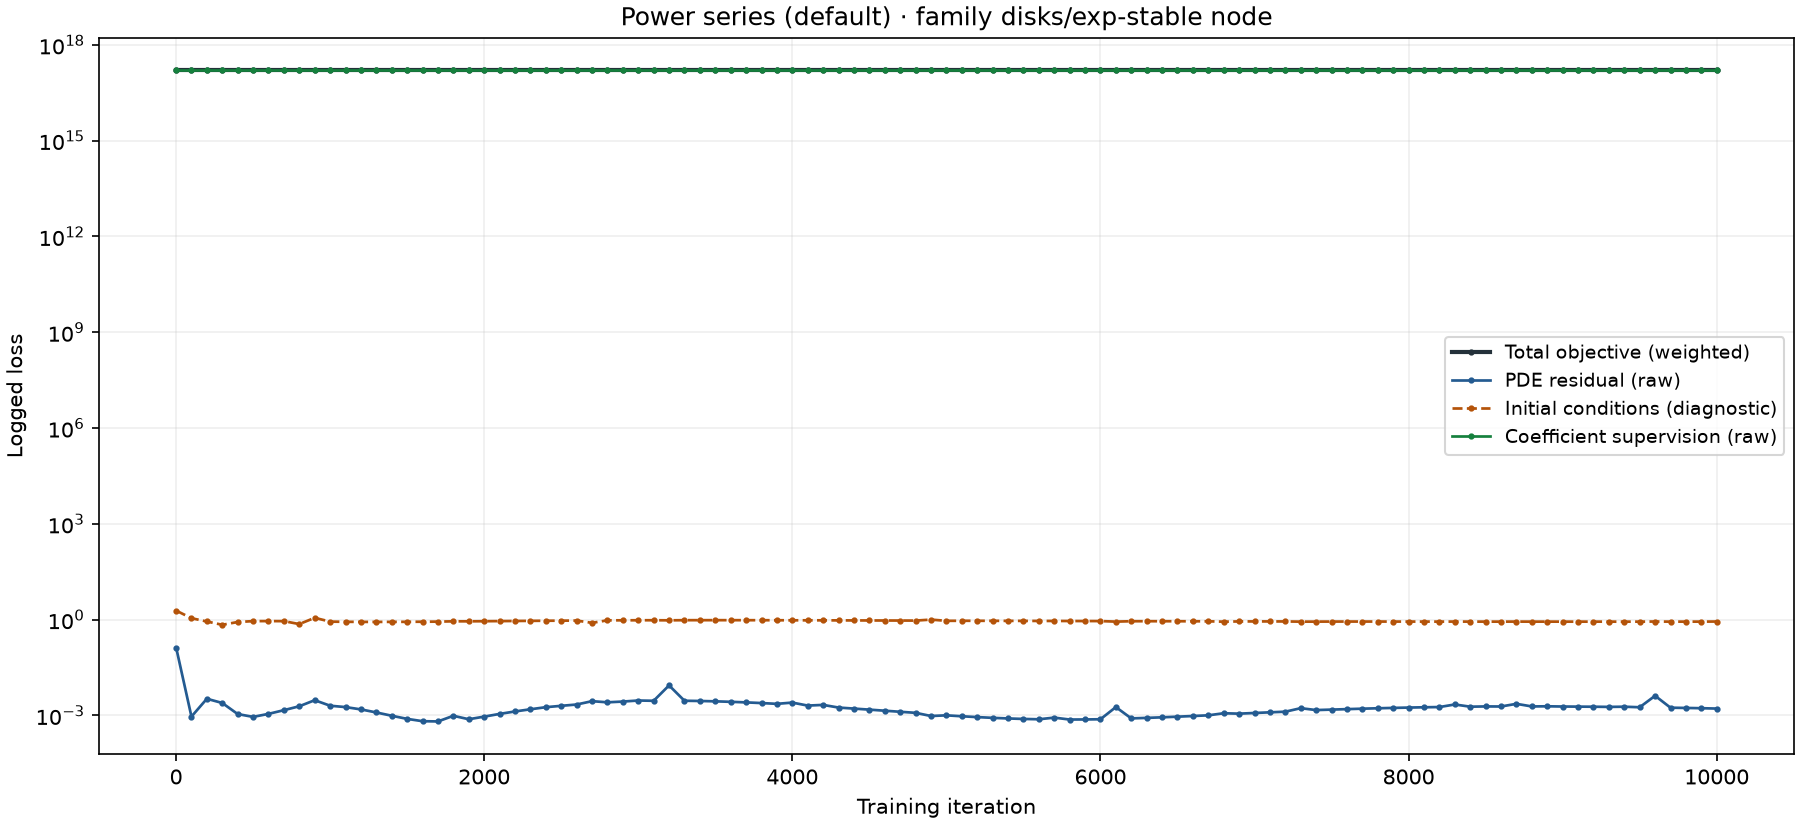 Power series (default) · family disks/exp-stable node
Logged loss
10^18
10^15
10^12
10^9
10^6
10^3
10^0
10^−3
Total objective (weighted)
PDE residual (raw)
Initial conditions (diagnostic)
Coefficient supervision (raw)
0 2000 4000 6000 8000 10000
Training iteration